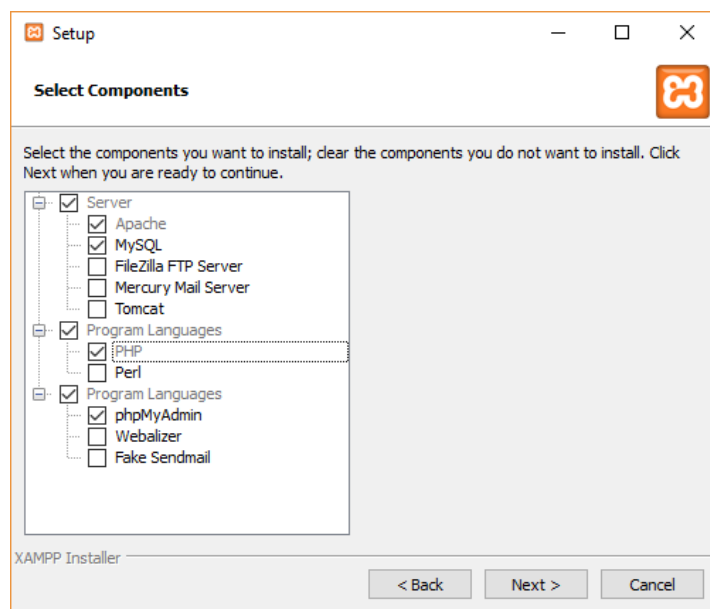 Setup
Select Components
Select the components you want to install; clear the components you do not want to install. Click
Next when you are ready to continue.
Server
Apache
MySQL
FileZilla FTP Server
Mercury Mail Server
Tomcat
Program Languages
PHP
Perl
Program Languages
phpMyAdmin
Webalizer
Fake Sendmail
XAMPP Installer
< Back Next > Cancel